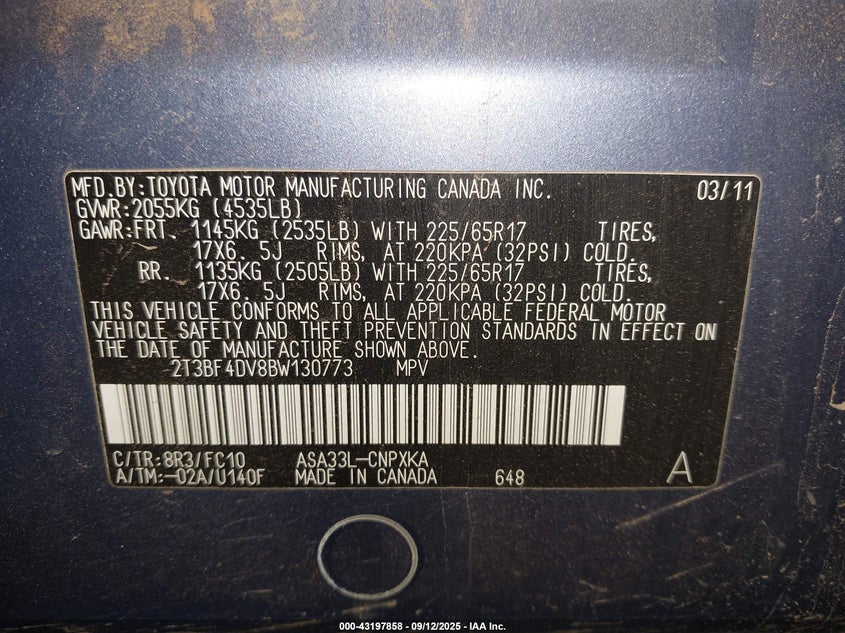 MFD.BY:TOYOTA MOTOR MANUFACTURING CANADA INC. 03/11
GVWR:2055KG (4535LB)
GAWR:FRT. 1145KG (2535LB) WITH 225/65R17 TIRES,
17X6. 5J RIMS, AT 220KPA (32PSI) COLD.
RR. 1135KG (2505LB) WITH 225/65R17 TIRES,
17X6. 5J RIMS, AT 220KPA (32PSI) COLD.
THIS VEHICLE CONFORMS TO ALL APPLICABLE FEDERAL MOTOR
VEHICLE SAFETY AND THEFT PREVENTION STANDARDS IN EFFECT ON
THE DATE OF MANUFACTURE SHOWN ABOVE.
2T3BF4DV8BW130773 MPV
C/TR:8R3/FC10 ASA33L-CNPXKA
A/TM:-02A/U140F MADE IN CANADA 648 A
000-43197858 - 09/12/2025 - IAA Inc.